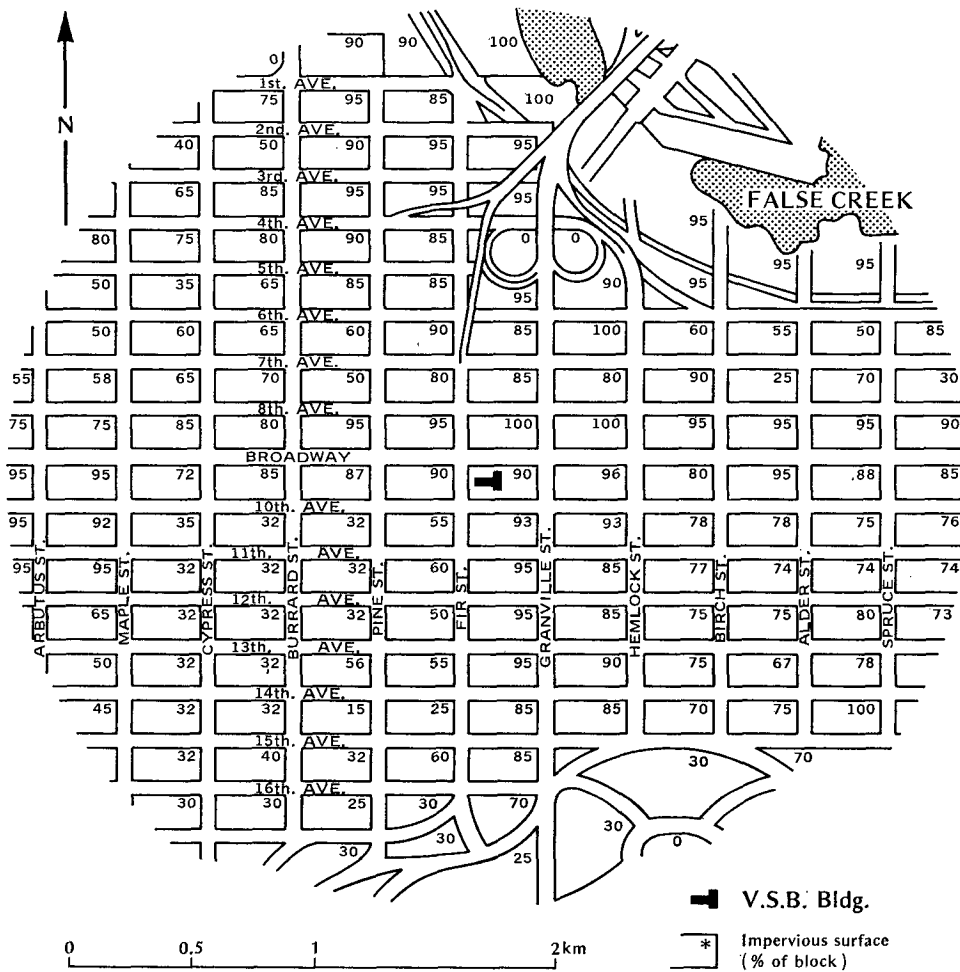 90 90 100
0
N
1st. AVE.
75 95 85 100
2nd. AVE.
40 50 90 95 95
3rd. AVE.
65 85 95 95 95
FALSE CREEK
4th. AVE.
80 75 80 90 85 0 0 95
5th. AVE.
50 35 65 85 85 95 90 95 95 95
6th. AVE.
50 60 65 60 90 85 100 60 55 50 85
7th. AVE.
55 58 65 70 50 80 85 80 90 25 70 30
8th. AVE.
75 75 85 80 95 95 100 100 95 95 95 90
BROADWAY
95 95 72 85 87 90 90 96 80 95 88 85
10th. AVE.
95 92 35 32 32 55 93 93 78 78 75 76
11th. AVE.
95 95 32 32 32 60 95 85 77 74 74 74
12th. AVE.
65 32 32 32 50 95 85 75 75 80 73
13th. AVE.
50 32 32 56 55 95 90 75 67 78
14th. AVE.
45 32 32 15 25 85 85 70 75 100
15th. AVE.
32 40 32 60 85 30 70
16th. AVE.
30 30 25 30 70 30
30 30 25 0
ARBUTUS ST.
MAPLE ST.
CYPRESS ST.
BURRARD ST.
PINE ST.
FIR ST.
GRANVILLE ST.
HEMLOCK ST.
BIRCH ST.
ALDER ST.
SPRUCE ST.
V.S.B. Bldg.
* Impervious surface
(% of block)
0 0.5 1 2km